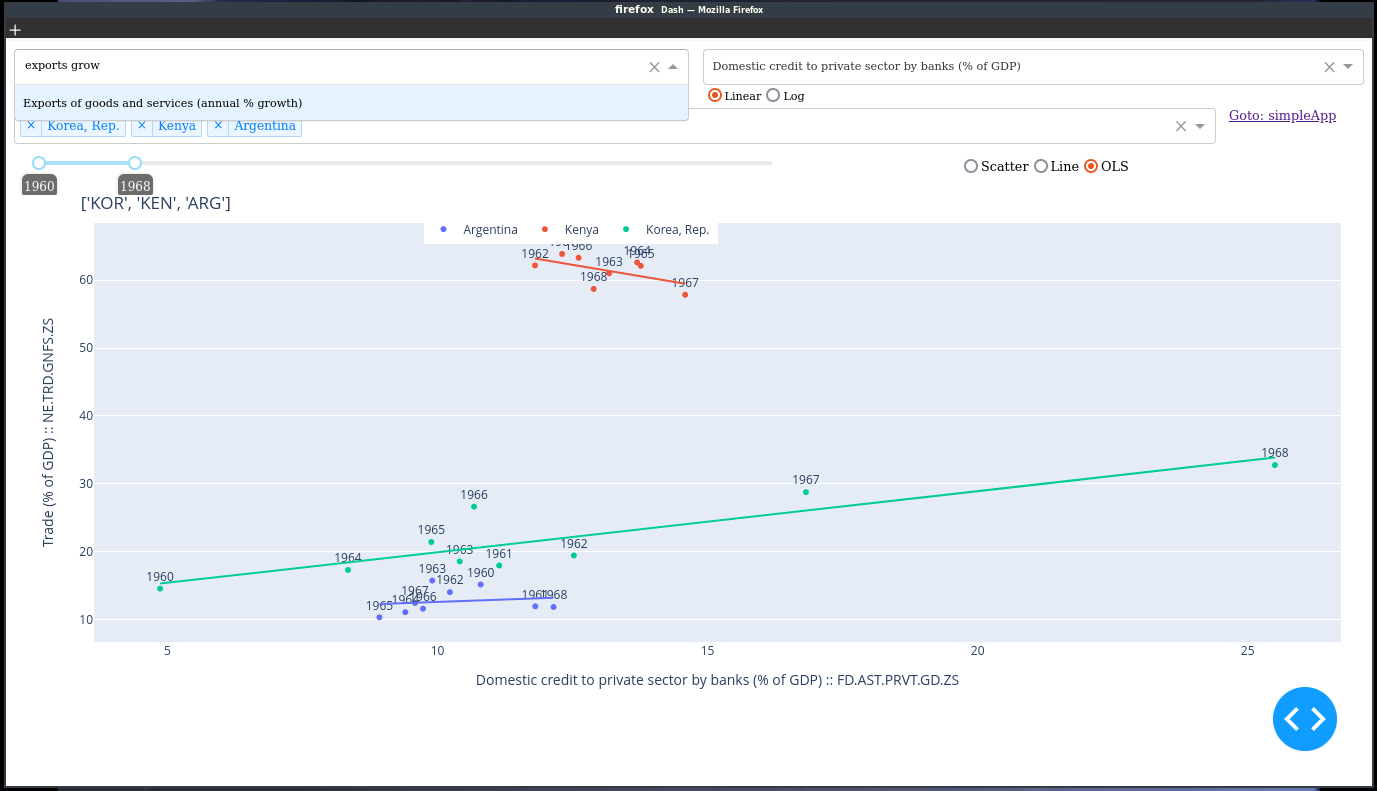 firefox Dash — Mozilla Firefox
+
exports grow
Domestic credit to private sector by banks (% of GDP)
Exports of goods and services (annual % growth)
Linear Log
× Korea, Rep. × Kenya × Argentina
Goto: simpleApp
1960 1968
Scatter Line OLS
['KOR', 'KEN', 'ARG']
Argentina Kenya Korea, Rep.
1962 1966 1964 1965
1963
1968 1967
60
50
40
30
20
10
Trade (% of GDP) :: NE.TRD.GNFS.ZS
1968
1967
1966
1965
1964 1963 1961 1962
1960
1963 1962 1960
1965 1967 1966 1961 1968
5 10 15 20 25
Domestic credit to private sector by banks (% of GDP) :: FD.AST.PRVT.GD.ZS